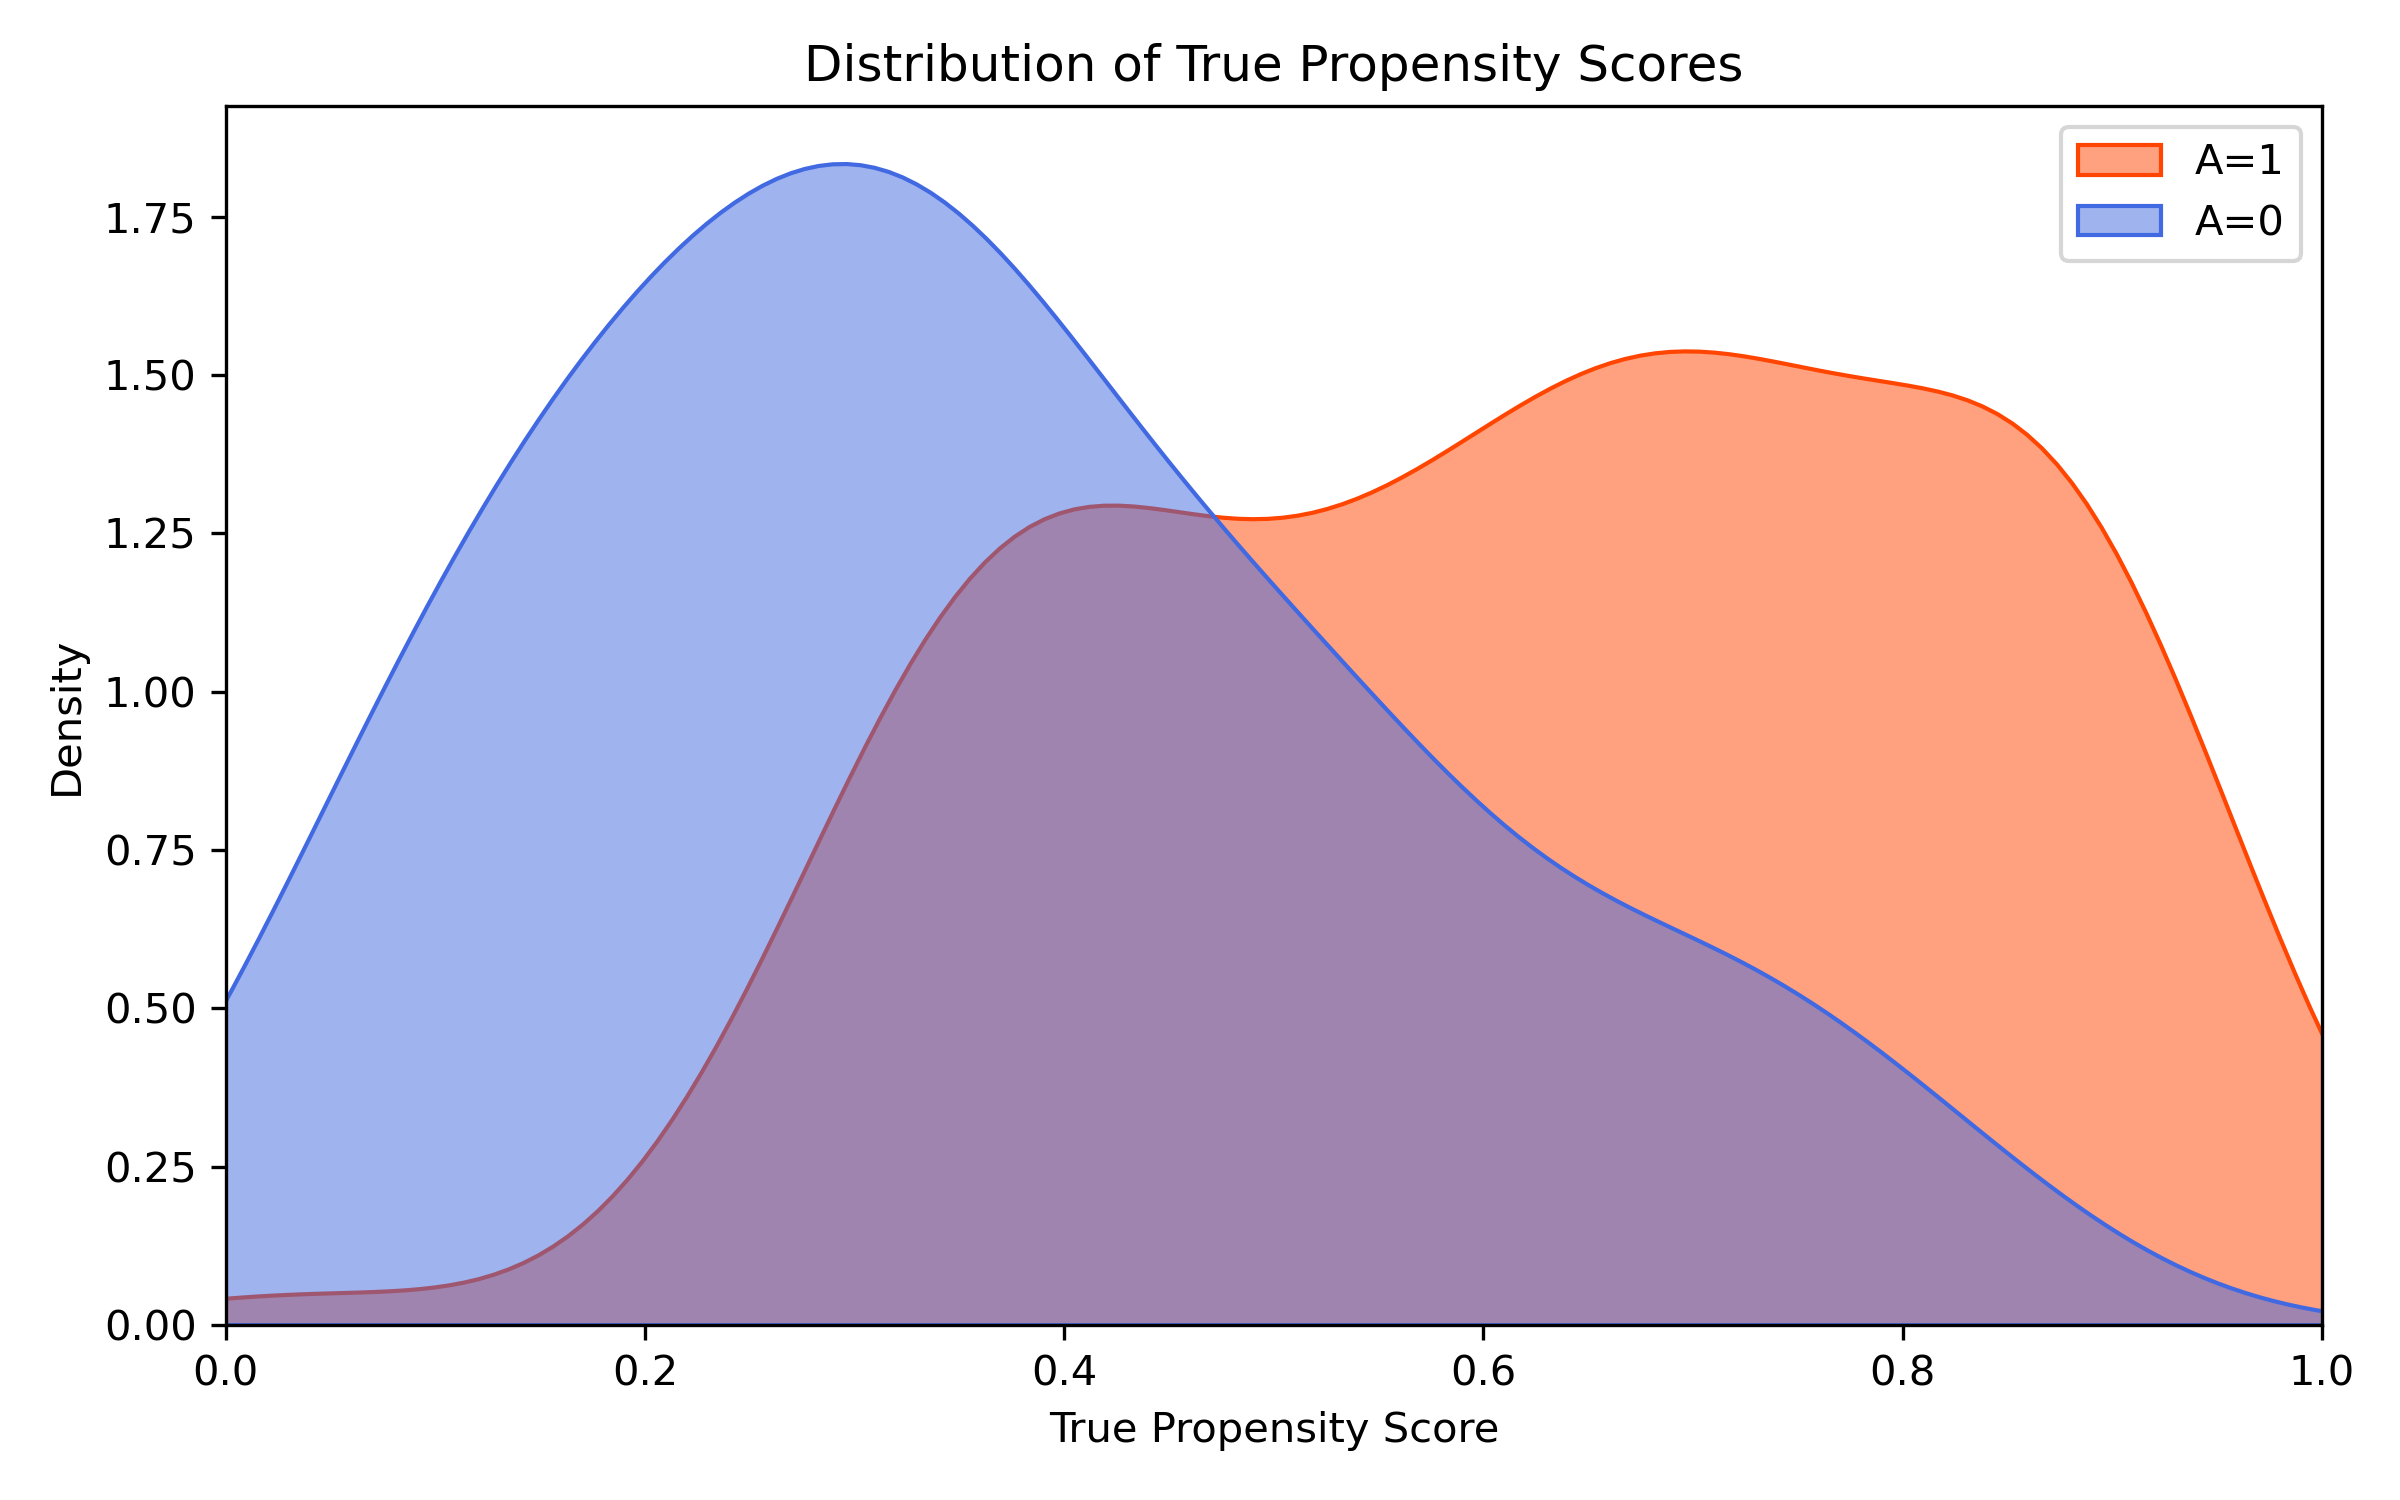 Distribution of True Propensity Scores
A=1
A=0
Density
1.75
1.50
1.25
1.00
0.75
0.50
0.25
0.00
0.0 0.2 0.4 0.6 0.8 1.0
True Propensity Score